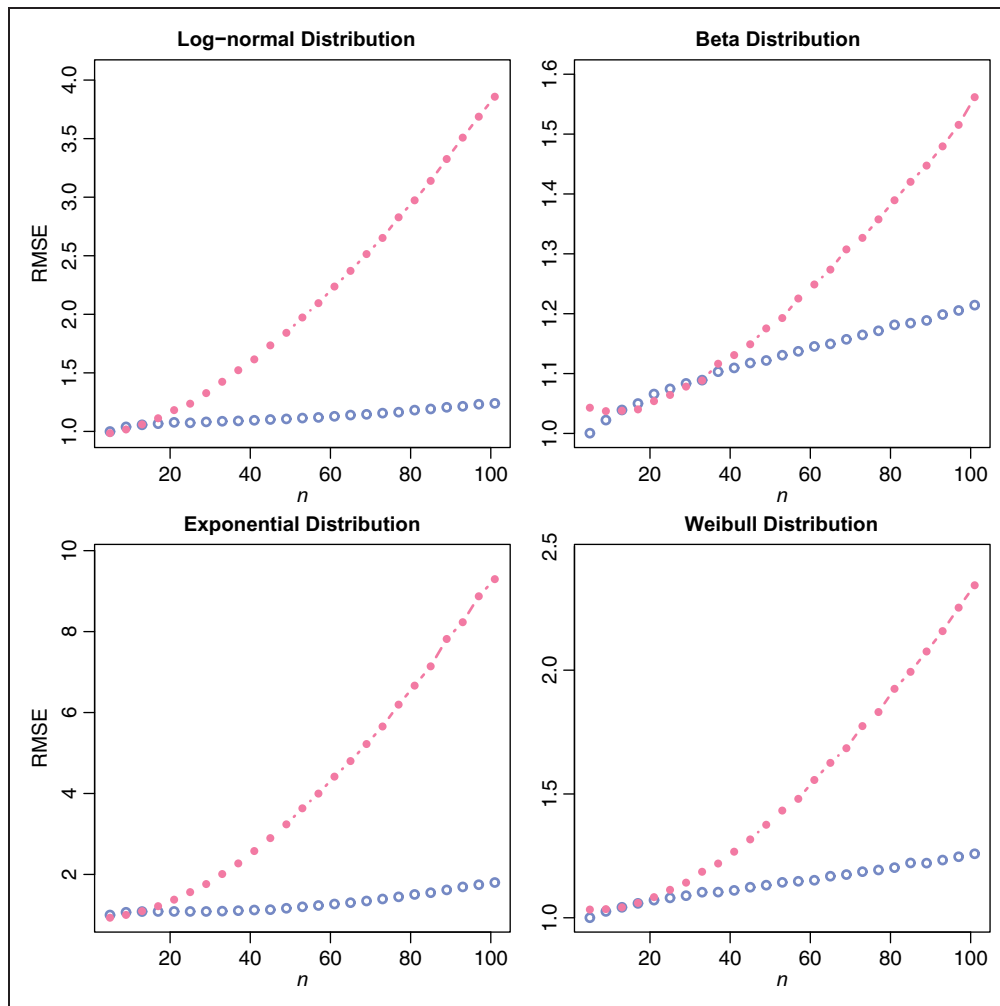 Log-normal Distribution
RMSE
4.0
3.5
3.0
2.5
2.0
1.5
1.0
20 40 60 80 100
n
Beta Distribution
1.6
1.5
1.4
1.3
1.2
1.1
1.0
20 40 60 80 100
n
Exponential Distribution
RMSE
10
8
6
4
2
20 40 60 80 100
n
Weibull Distribution
2.5
2.0
1.5
1.0
20 40 60 80 100
n